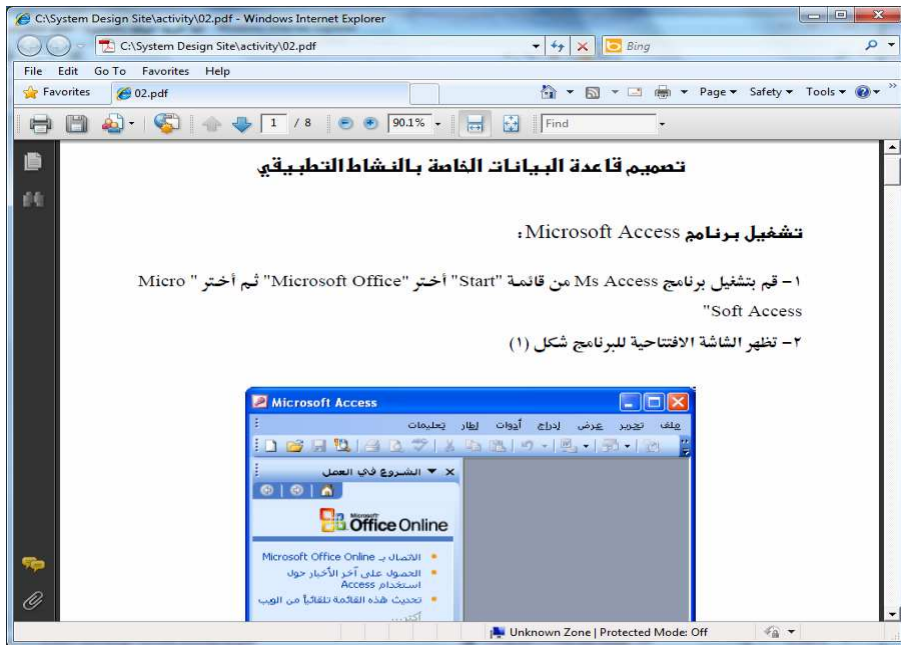 C:\System Design Site\activity\02.pdf - Windows Internet Explorer
C:\System Design Site\activity\02.pdf
Bing
File Edit Go To Favorites Help
Favorites 02.pdf Page Safety Tools
1 / 8 90.1% Find
تصميم قاعدة البيانات الخاصة بالنشاط التطبيقي
تشغيل برنامج Microsoft Access :
١- قم بتشغيل برنامج Ms Access من قائمة "Start" أختر "Microsoft Office" ثم أختر " Micro
Soft Access"
٢- تظهر الشاشة الافتتاحية للبرنامج شكل (١)
Microsoft Access
ملف تحرير عرض إدراج أدوات إطار تعليمات
الشروع في العمل
Microsoft
Office Online
الاتصال بـ Microsoft Office Online
الحصول على آخر الأخبار حول
استخدام Access
تحديث هذه القائمة تلقائياً من الويب
أكثر...
Unknown Zone | Protected Mode: Off